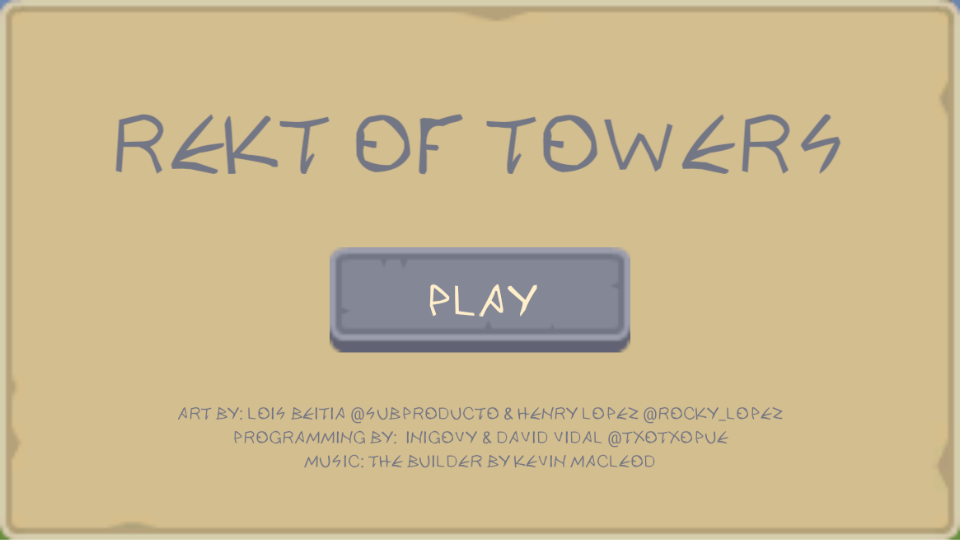 REKT OF TOWERS
PLAY
ART BY: LOIS BEITIA @SUBPRODUCTO & HENRY LOPEZ @ROCKY_LOPEZ
PROGRAMMING BY: INIGOVY & DAVID VIDAL @TXOTXOPUE
MUSIC: THE BUILDER BY KEVIN MACLEOD